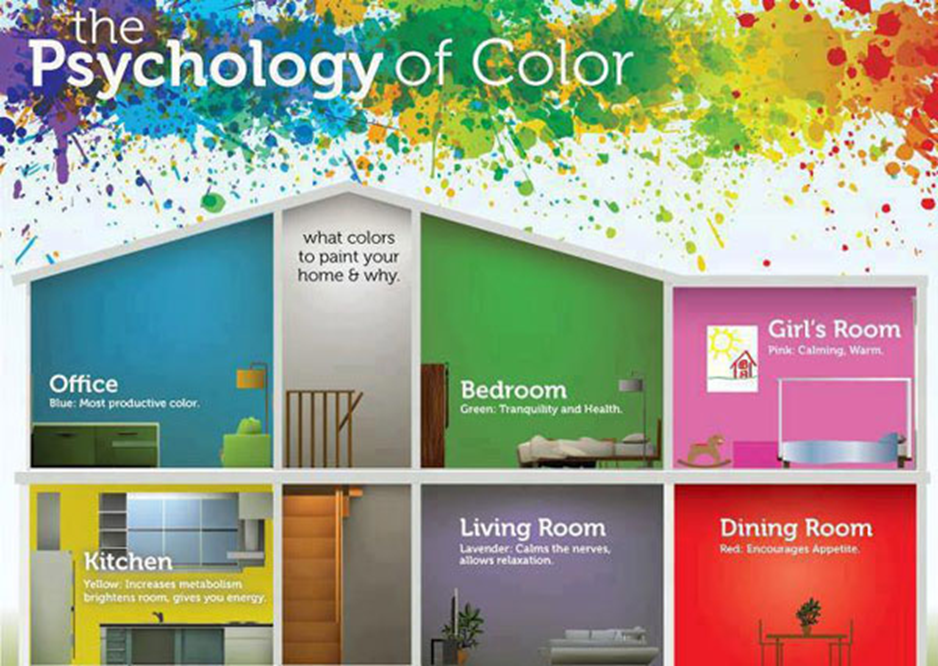 the
Psychology of Color
what colors
to paint your
home & why.
Office
Blue: Most productive color.
Bedroom
Green: Tranquility and Health.
Girl's Room
Pink: Calming, Warm.
Kitchen
Yellow: Increases metabolism
brightens room, gives you energy.
Living Room
Lavender: Calms the nerves,
allows relaxation.
Dining Room
Red: Encourages Appetite.